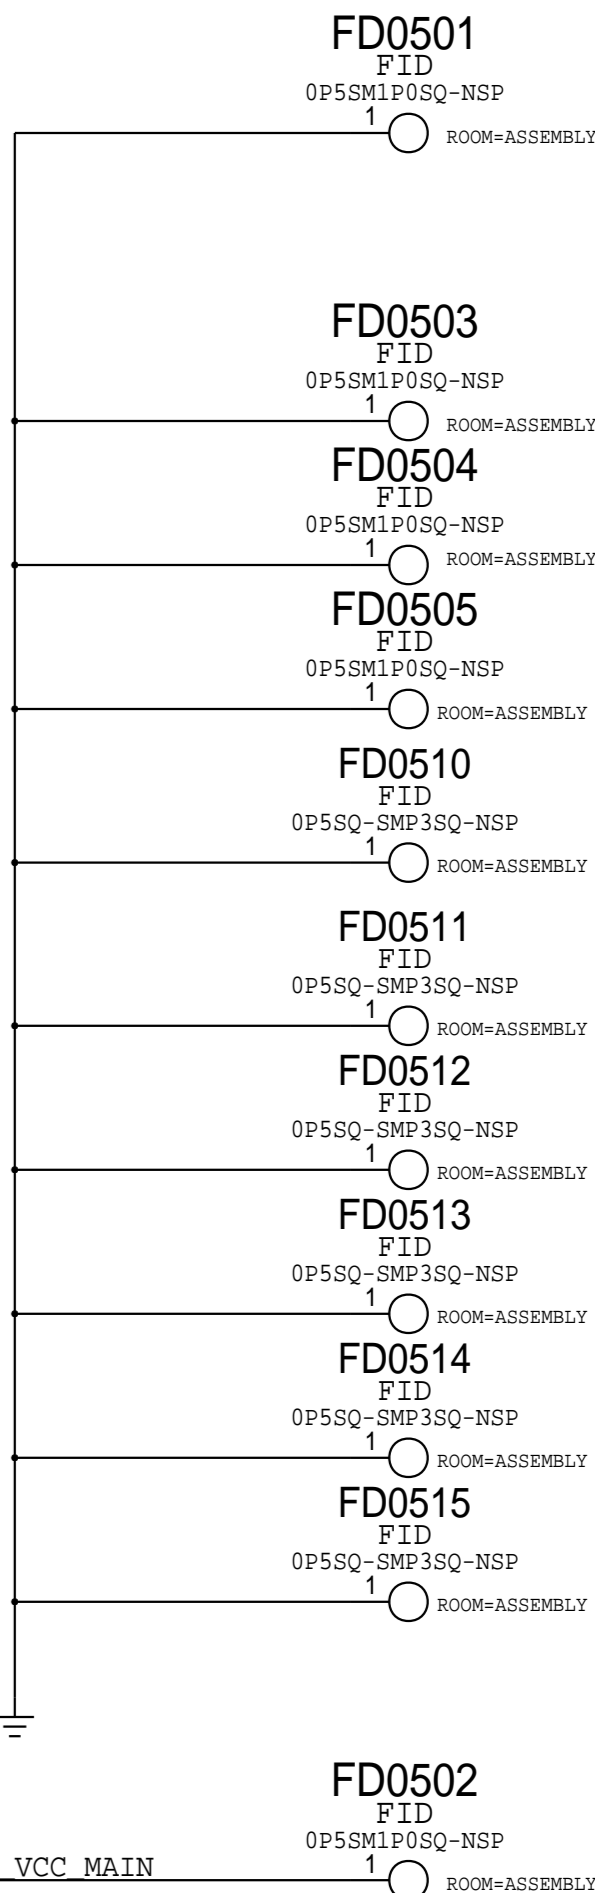 FD0501
FID
0P5SM1P0SQ-NSP
1
ROOM=ASSEMBLY
FD0503
FID
0P5SM1P0SQ-NSP
1
ROOM=ASSEMBLY
FD0504
FID
0P5SM1P0SQ-NSP
1
ROOM=ASSEMBLY
FD0505
FID
0P5SM1P0SQ-NSP
1
ROOM=ASSEMBLY
FD0510
FID
0P5SQ-SMP3SQ-NSP
1
ROOM=ASSEMBLY
FD0511
FID
0P5SQ-SMP3SQ-NSP
1
ROOM=ASSEMBLY
FD0512
FID
0P5SQ-SMP3SQ-NSP
1
ROOM=ASSEMBLY
FD0513
FID
0P5SQ-SMP3SQ-NSP
1
ROOM=ASSEMBLY
FD0514
FID
0P5SQ-SMP3SQ-NSP
1
ROOM=ASSEMBLY
FD0515
FID
0P5SQ-SMP3SQ-NSP
1
ROOM=ASSEMBLY
FD0502
FID
0P5SM1P0SQ-NSP
_VCC_MAIN 1
ROOM=ASSEMBLY